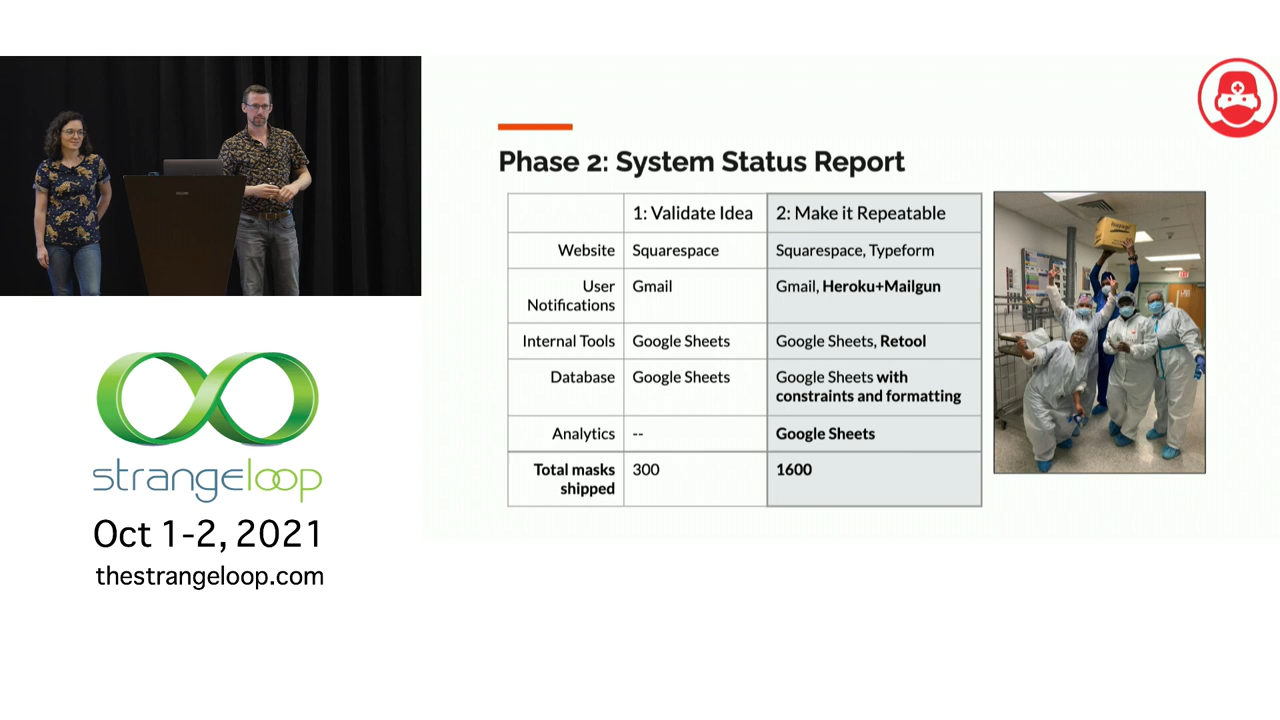 Phase 2: System Status Report
1: Validate Idea 2: Make it Repeatable
Website Squarespace Squarespace, Typeform
User Notifications Gmail Gmail, Heroku+Mailgun
Internal Tools Google Sheets Google Sheets, Retool
Database Google Sheets Google Sheets with
constraints and formatting
Analytics -- Google Sheets
Total masks shipped 300 1600
strangeloop
Oct 1-2, 2021
thestrangeloop.com